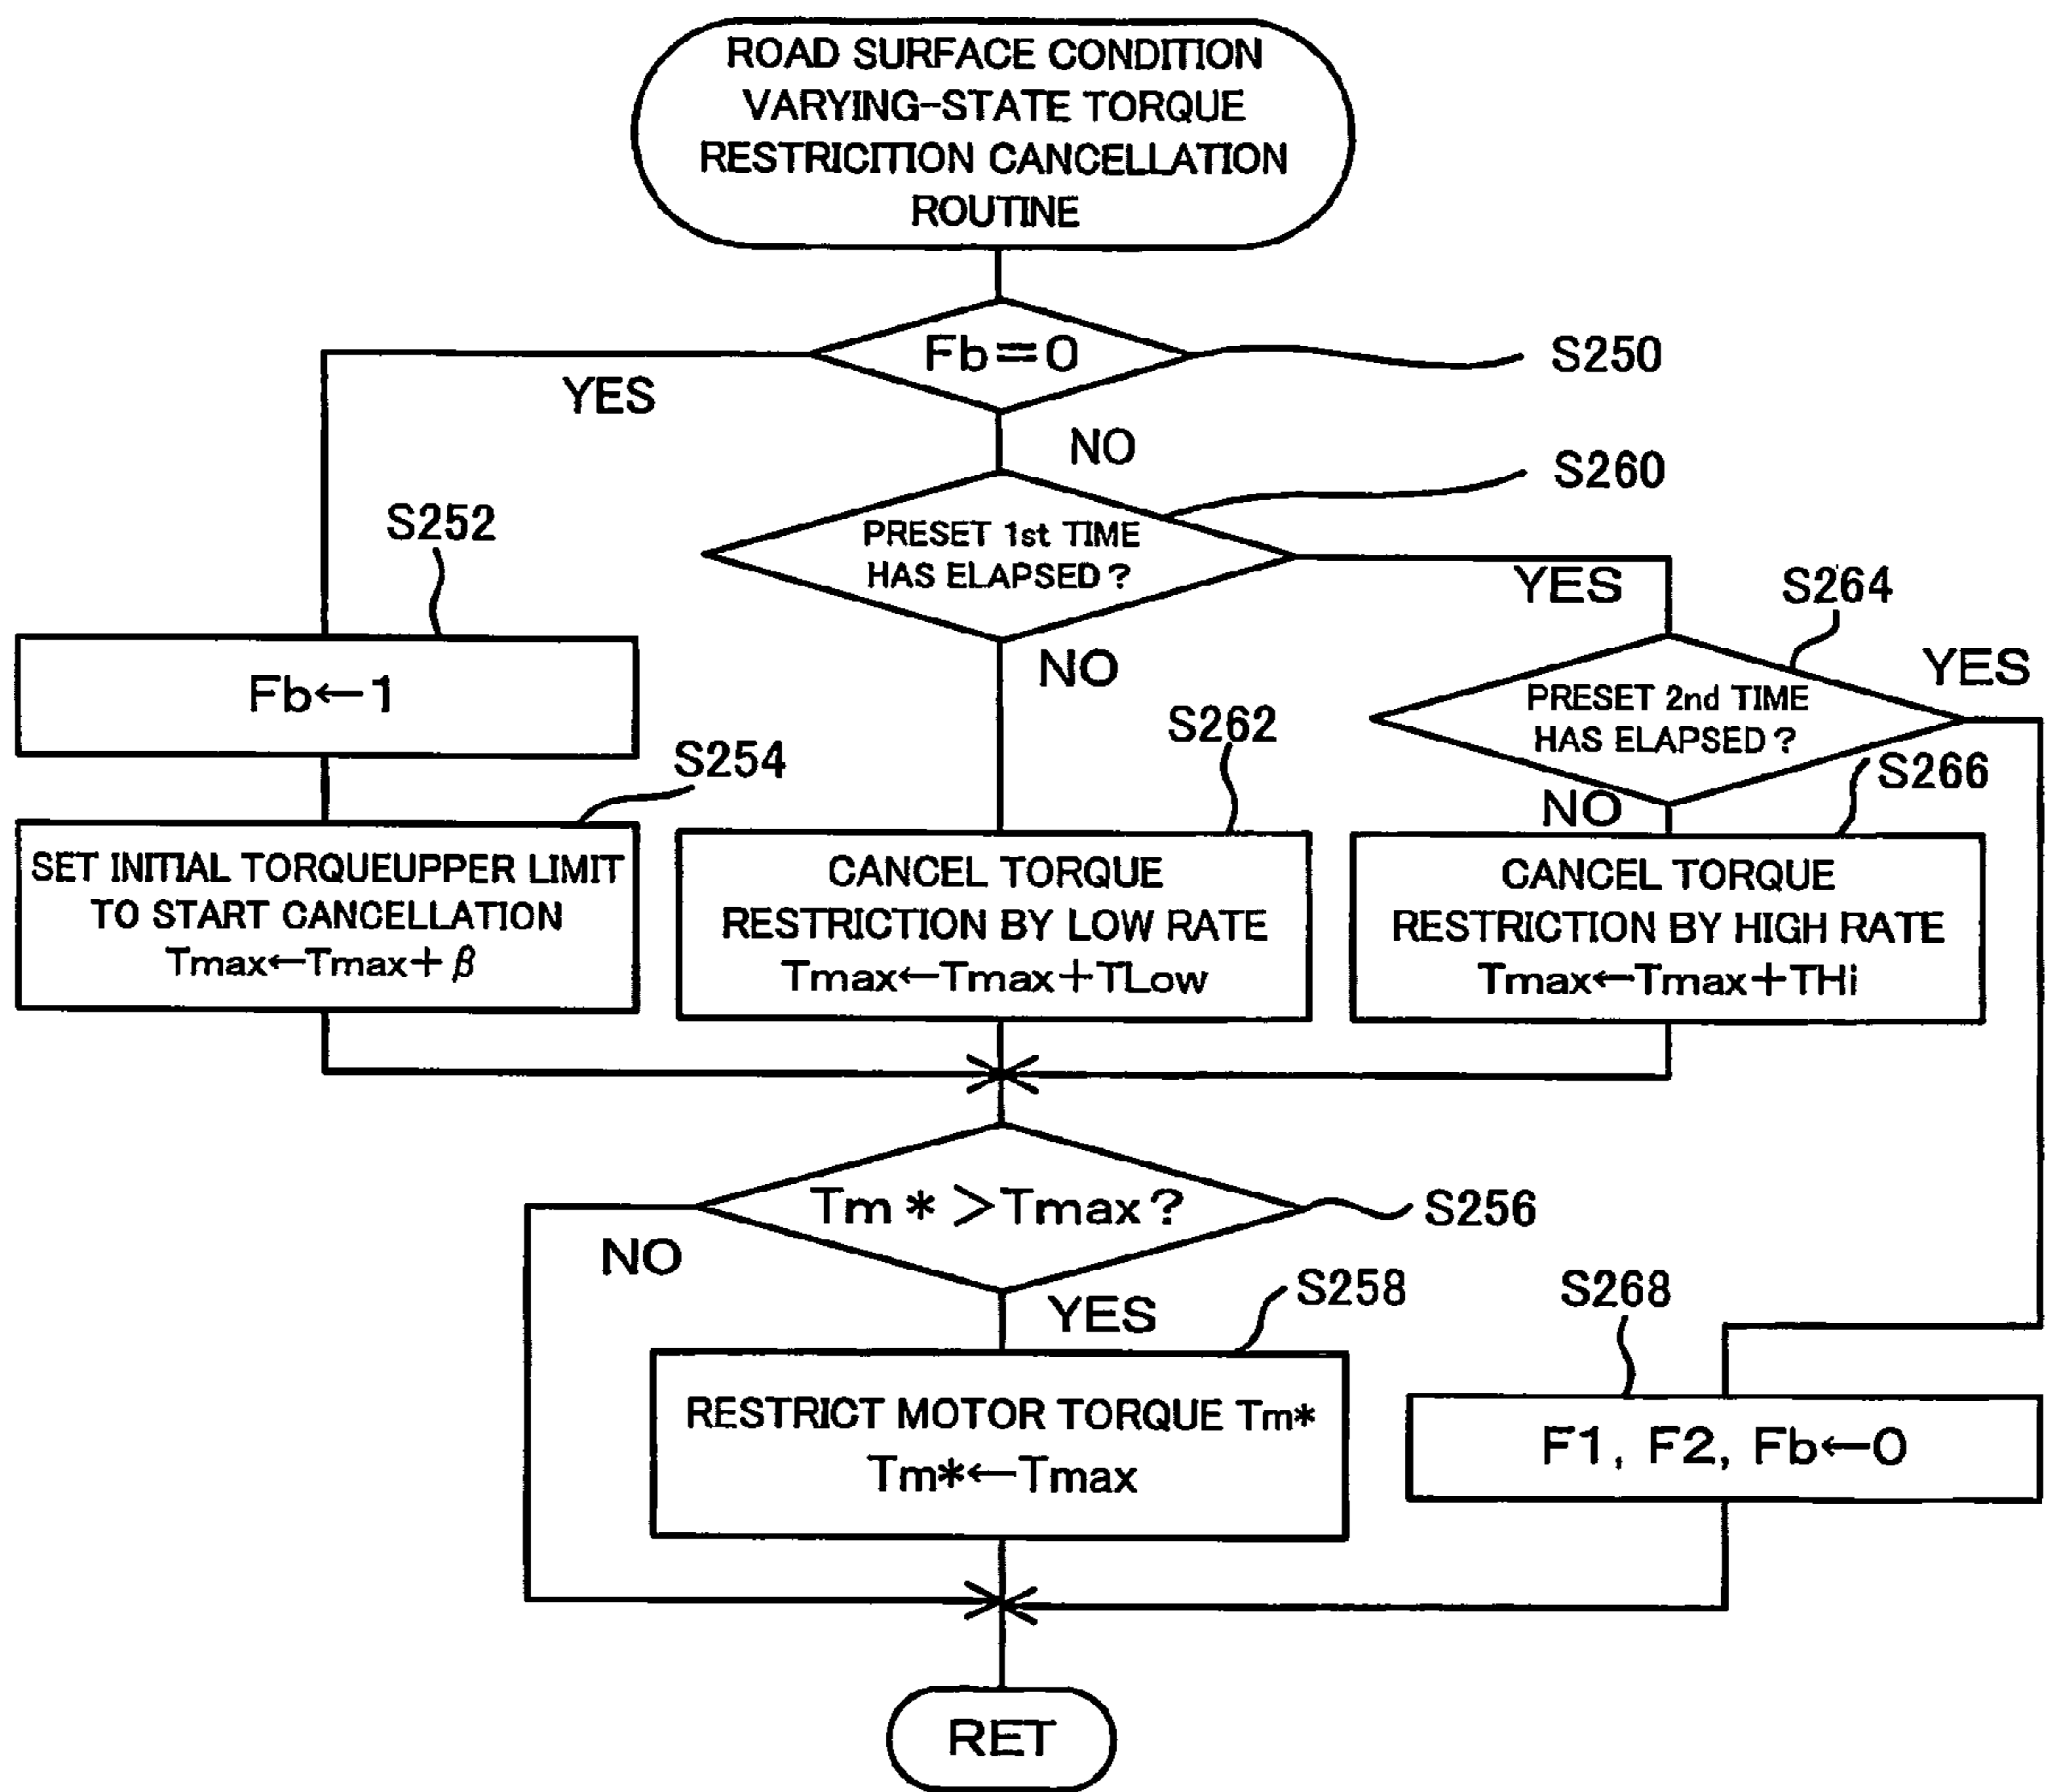 ROAD SURFACE CONDITION
VARYING-STATE TORQUE
RESTRICITION CANCELLATION
ROUTINE
Fb=0
S250
YES
NO
S260
S252
PRESET 1st TIME
HAS ELAPSED?
YES
S264
Fb←1
NO
YES
PRESET 2nd TIME
HAS ELAPSED?
S254
S262
S266
NO
SET INITIAL TORQUEUPPER LIMIT
TO START CANCELLATION
Tmax←Tmax+β
CANCEL TORQUE
RESTRICTION BY LOW RATE
Tmax←Tmax+TLow
CANCEL TORQUE
RESTRICTION BY HIGH RATE
Tmax←Tmax+THi
Tm*>Tmax?
S256
NO
YES
S258
S268
RESTRICT MOTOR TORQUE Tm*
Tm*←Tmax
F1, F2, Fb←0
RET